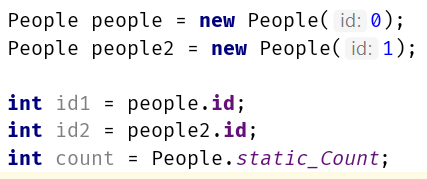 People people = new People( id: 0);
People people2 = new People( id: 1);
int id1 = people.id;
int id2 = people2.id;
int count = People.static_Count;